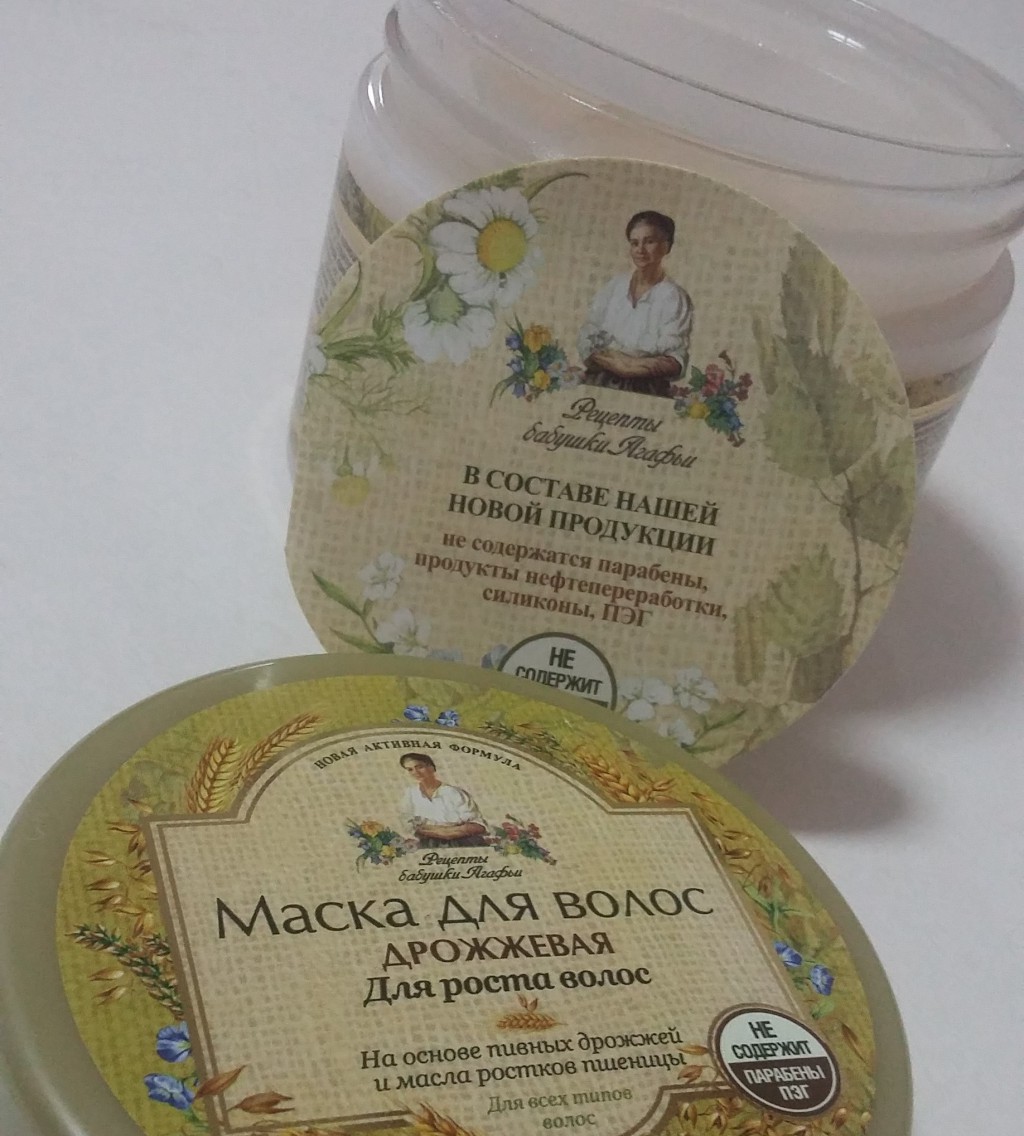 Рецепты
бабушки Агафьи
В СОСТАВЕ НАШЕЙ
НОВОЙ ПРОДУКЦИИ
не содержатся парабены,
продукты нефтепереработки,
силиконы, ПЭГ
НЕ
СОДЕРЖИТ
НОВАЯ АКТИВНАЯ ФОРМУЛА
Рецепты
бабушки Агафьи
Маска для волос
ДРОЖЖЕВАЯ
Для роста волос
На основе пивных дрожжей
и масла ростков пшеницы
Для всех типов
волос
НЕ
СОДЕРЖИТ
ПАРАБЕНЫ
ПЭГ